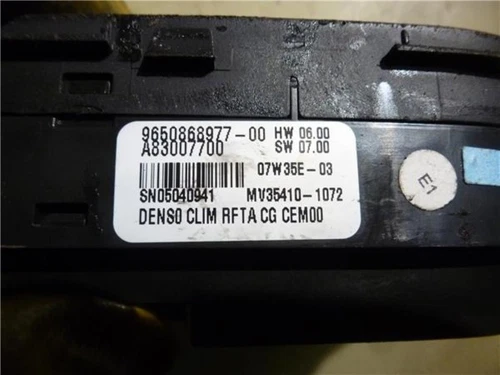 9650868977-00 HW 06.00
A83007700 SW 07.00
07W35E-03
SN05040941 MV35410-1072
DENSO CLIM RFTA CG CEM00
E1